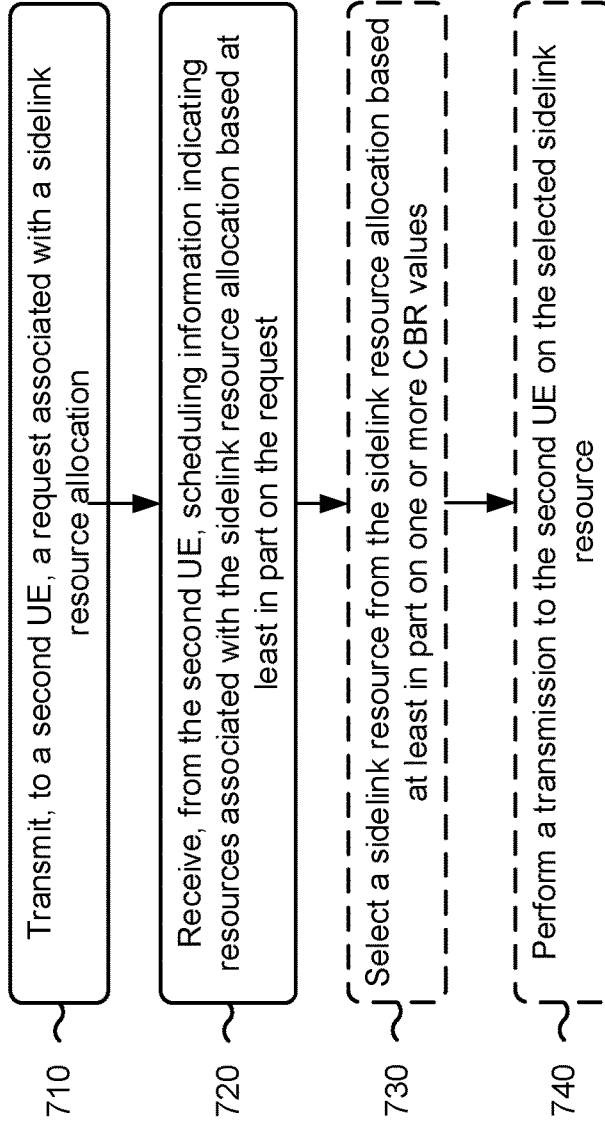 710
Transmit, to a second UE, a request associated with a sidelink
resource allocation
720
Receive, from the second UE, scheduling information indicating
resources associated with the sidelink resource allocation based at
least in part on the request
730
Select a sidelink resource from the sidelink resource allocation based
at least in part on one or more CBR values
740
Perform a transmission to the second UE on the selected sidelink
resource